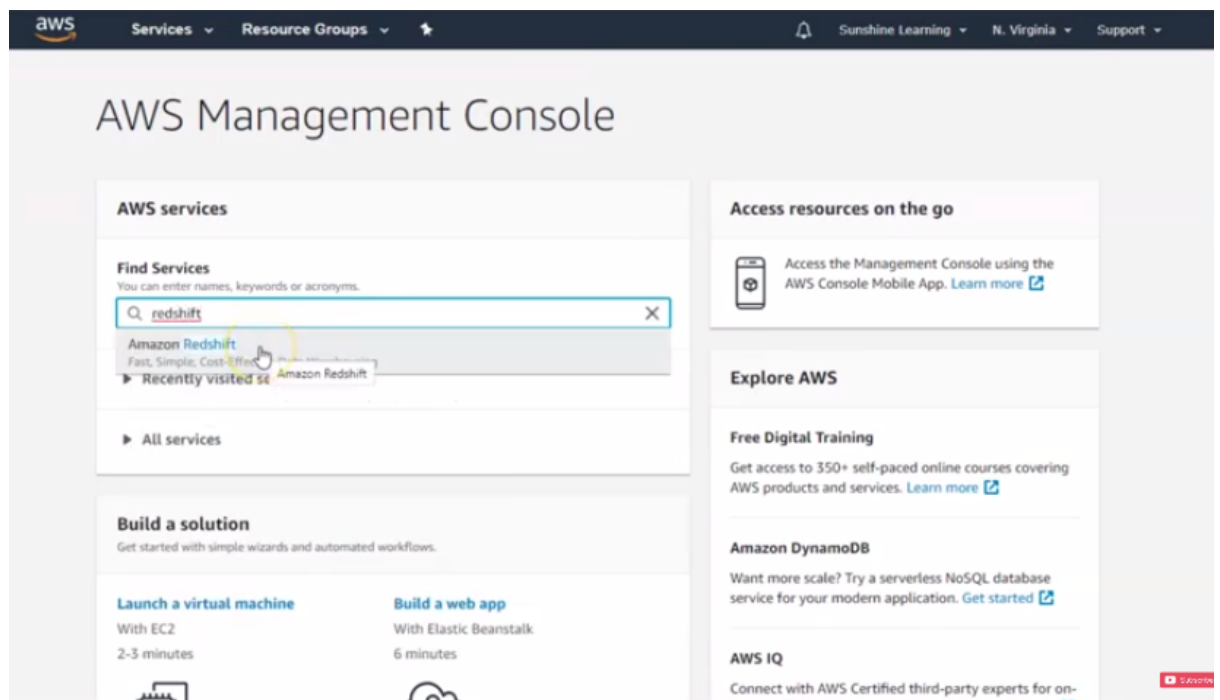 aws
Services Resource Groups Sunshine Learning N. Virginia Support
AWS Management Console
AWS services
Find Services
You can enter names, keywords or acronyms.
redshift
Amazon Redshift
Fast, Simple, Cost-Effe
Amazon Redshift
Recently visited se
All services
Build a solution
Get started with simple wizards and automated workflows.
Launch a virtual machine
With EC2
2-3 minutes
Build a web app
With Elastic Beanstalk
6 minutes
Access resources on the go
Access the Management Console using the
AWS Console Mobile App. Learn more
Explore AWS
Free Digital Training
Get access to 350+ self-paced online courses covering
AWS products and services. Learn more
Amazon DynamoDB
Want more scale? Try a serverless NoSQL database
service for your modern application. Get started
AWS IQ
Connect with AWS Certified third-party experts for on-
Subscribe